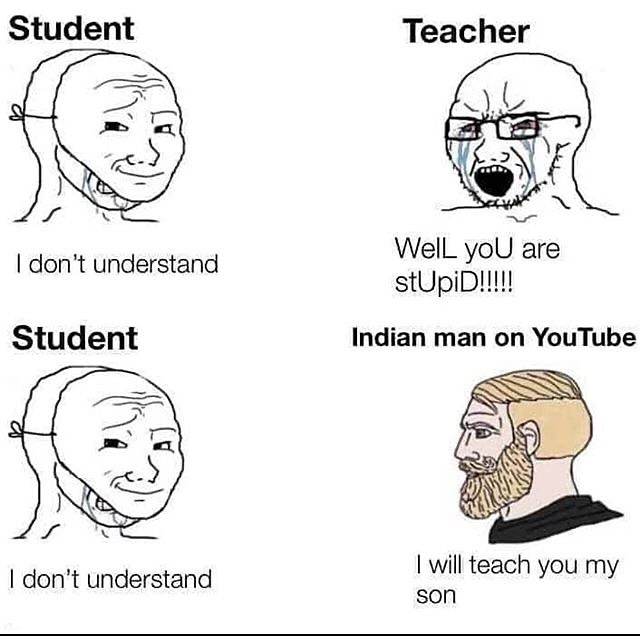 Student
Teacher
I don't understand
WelL yoU are
stUpiD!!!!!
Student
Indian man on YouTube
I don't understand
I will teach you my
son